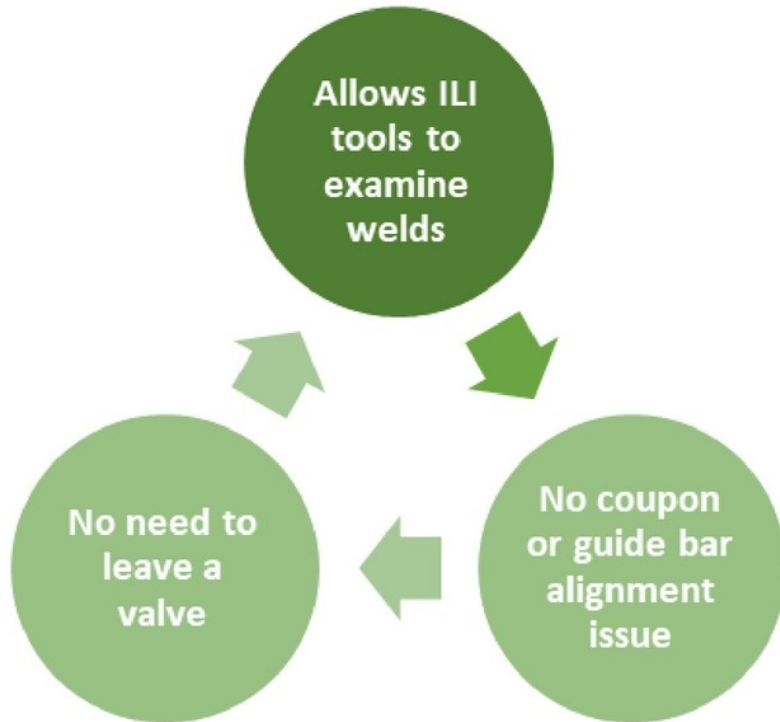 Allows ILI
tools to
examine
welds
No coupon
or guide bar
alignment
issue
No need to
leave a
valve